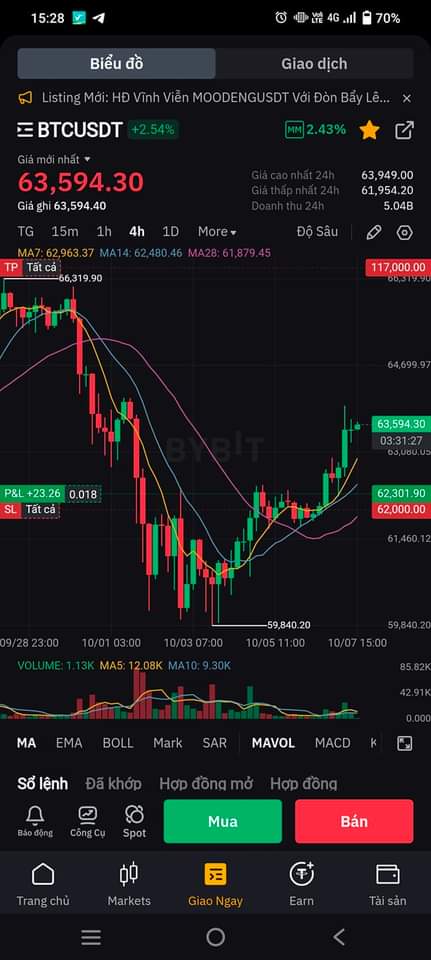 15:28
VoLTE 4G 70%
Biểu đồ Giao dịch
Listing Mới: HĐ Vĩnh Viễn MOODENGUSDT Với Đòn Bẩy Lê...
BTCUSDT +2.54% MM 2.43%
Giá mới nhất
63,594.30
Giá ghi 63,594.40
Giá cao nhất 24h 63,949.00
Giá thấp nhất 24h 61,954.20
Doanh thu 24h 5.04B
TG 15m 1h 4h 1D More Độ Sâu
MA7: 62,963.37 MA14: 62,480.46 MA28: 61,879.45
TP Tất cả 117,000.00
66,319.90 66,319.90
64,699.97
63,594.30
03:31:27
BYBIT 63,080.05
P&L +23.26 0.018 62,301.90
SL Tất cả 62,000.00
61,460.12
59,840.20 59,840.20
09/28 23:00 10/01 03:00 10/03 07:00 10/05 11:00 10/07 15:00
VOLUME: 1.13K MA5: 12.08K MA10: 9.30K 85.82K
42.91K
0.000
MA EMA BOLL Mark SAR MAVOL MACD K
Sổ lệnh Đã khớp Hợp đồng mở Hợp đồng
Báo động Công Cụ Spot Mua Bán
Trang chủ Markets Giao Ngay Earn Tài sản